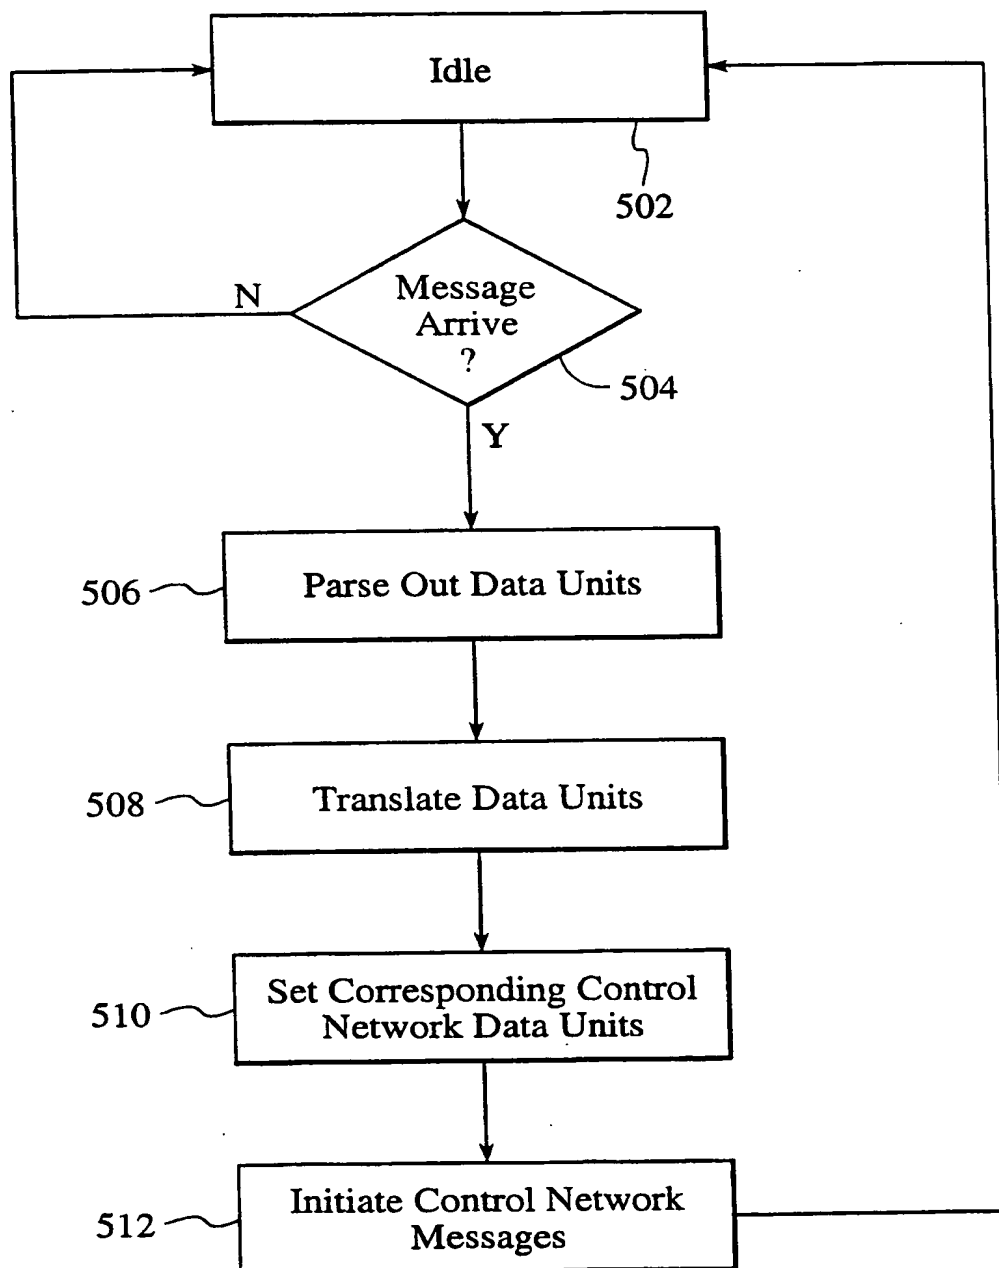 Idle
502
Message
Arrive
?
N
504
Y
506
Parse Out Data Units
508
Translate Data Units
510
Set Corresponding Control
Network Data Units
512
Initiate Control Network
Messages